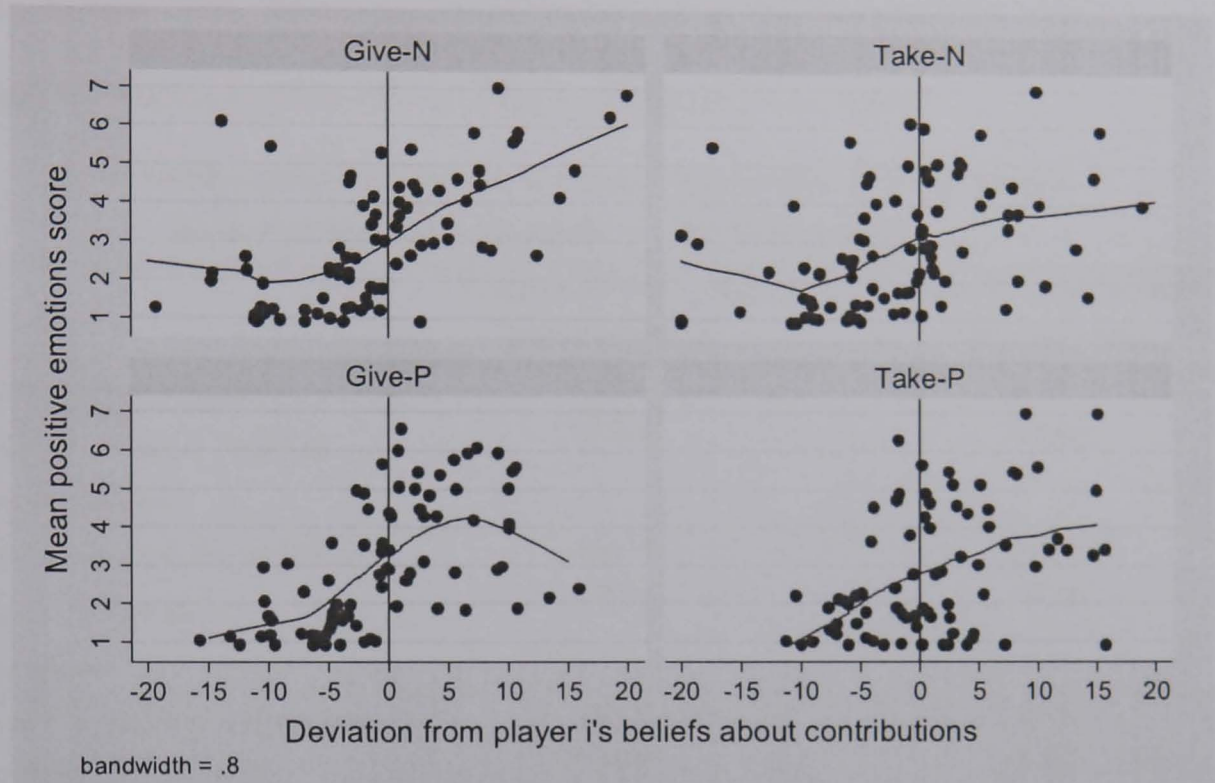 Give-N
Take-N
7
6
5
4
3
2
1
Give-P
Take-P
7
6
5
4
3
2
1
-20 -15 -10 -5 0 5 10 15 20
-20 -15 -10 -5 0 5 10 15 20
Mean positive emotions score
Deviation from player i's beliefs about contributions
bandwidth = .8